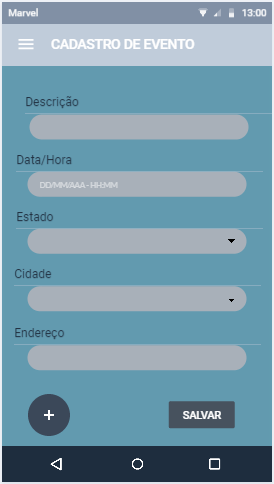 Marvel 13:00
CADASTRO DE EVENTO
Descrição
Data/Hora
DD/MM/AAA - HH:MM
Estado
Cidade
Endereço
+ SALVAR